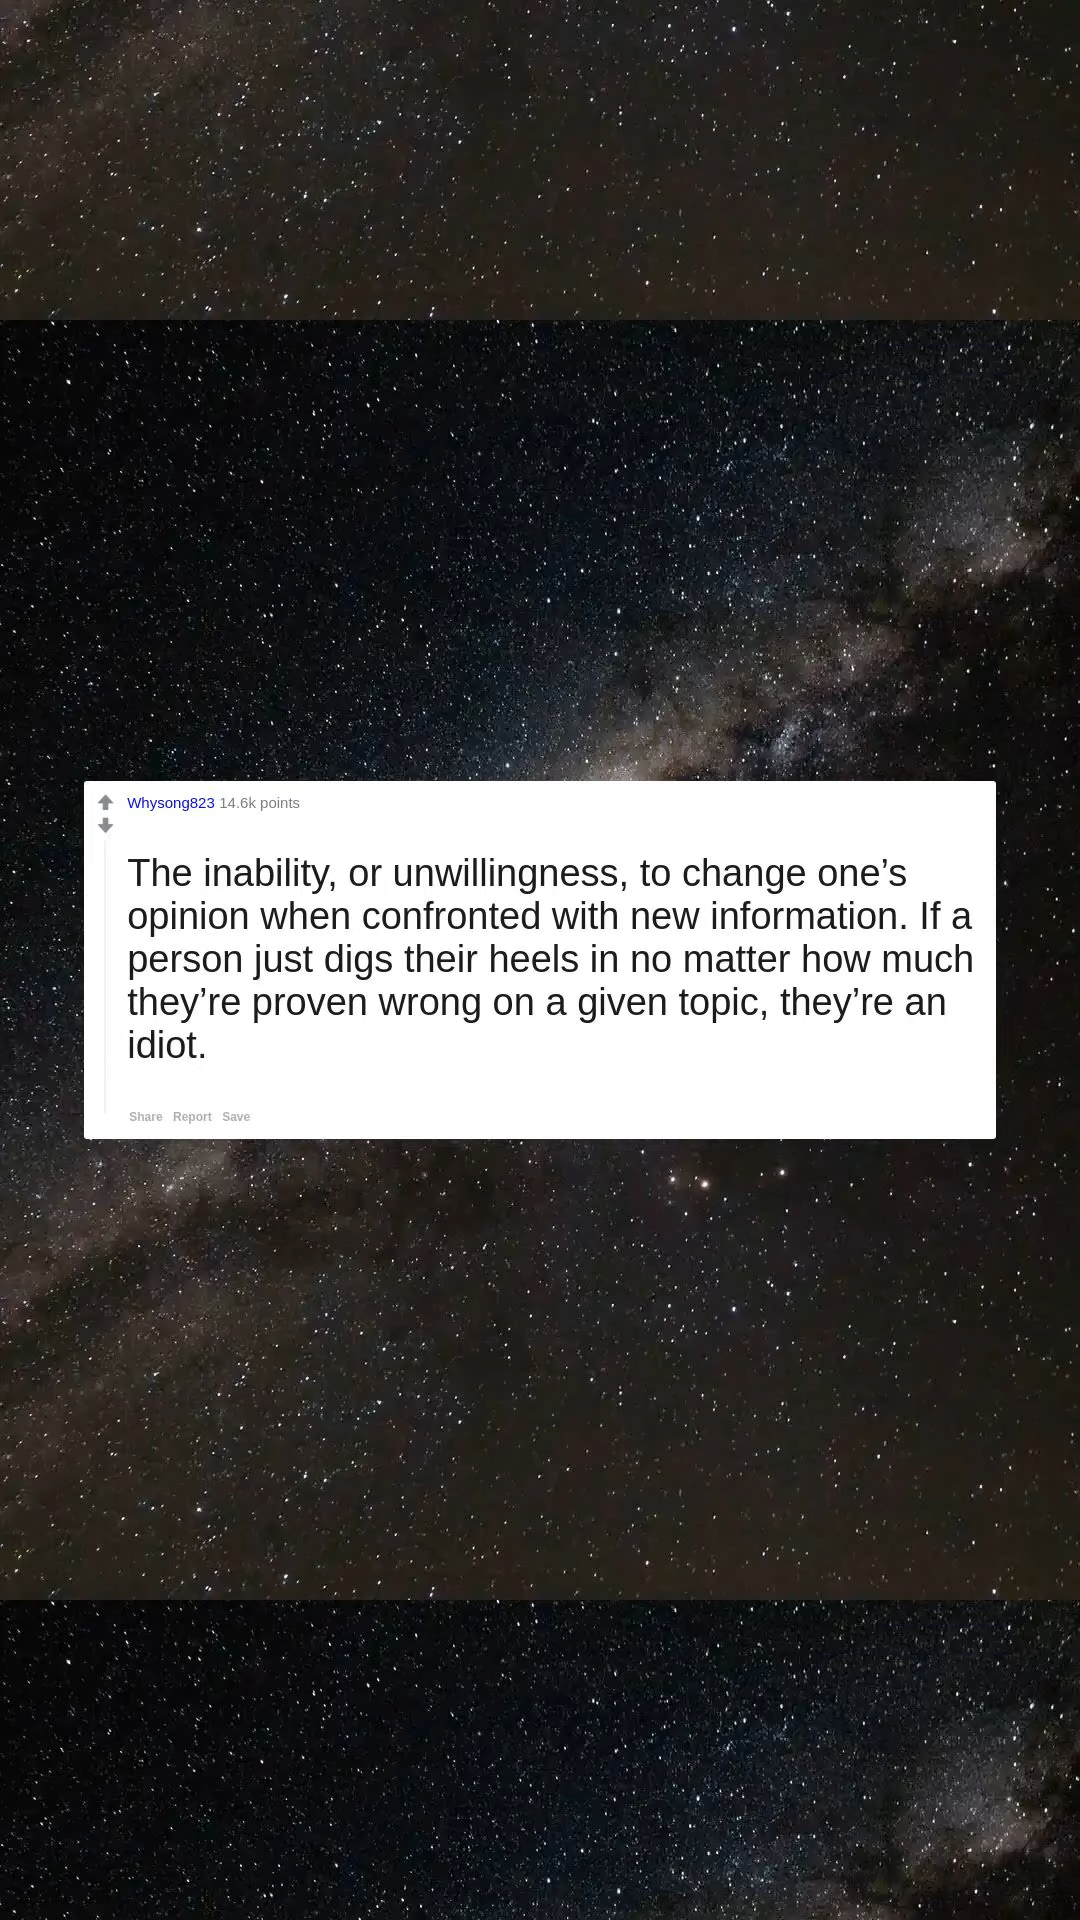 Whysong823 14.6k points
The inability, or unwillingness, to change one’s
opinion when confronted with new information. If a
person just digs their heels in no matter how much
they’re proven wrong on a given topic, they’re an
idiot.
Share Report Save